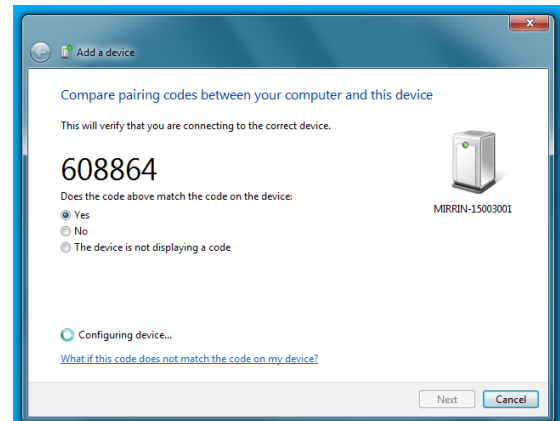 Add a device
Compare pairing codes between your computer and this device
This will verify that you are connecting to the correct device.
608864
Does the code above match the code on the device:
Yes
No
The device is not displaying a code
MIRRIN-15003001
Configuring device...
What if this code does not match the code on my device?
Next Cancel